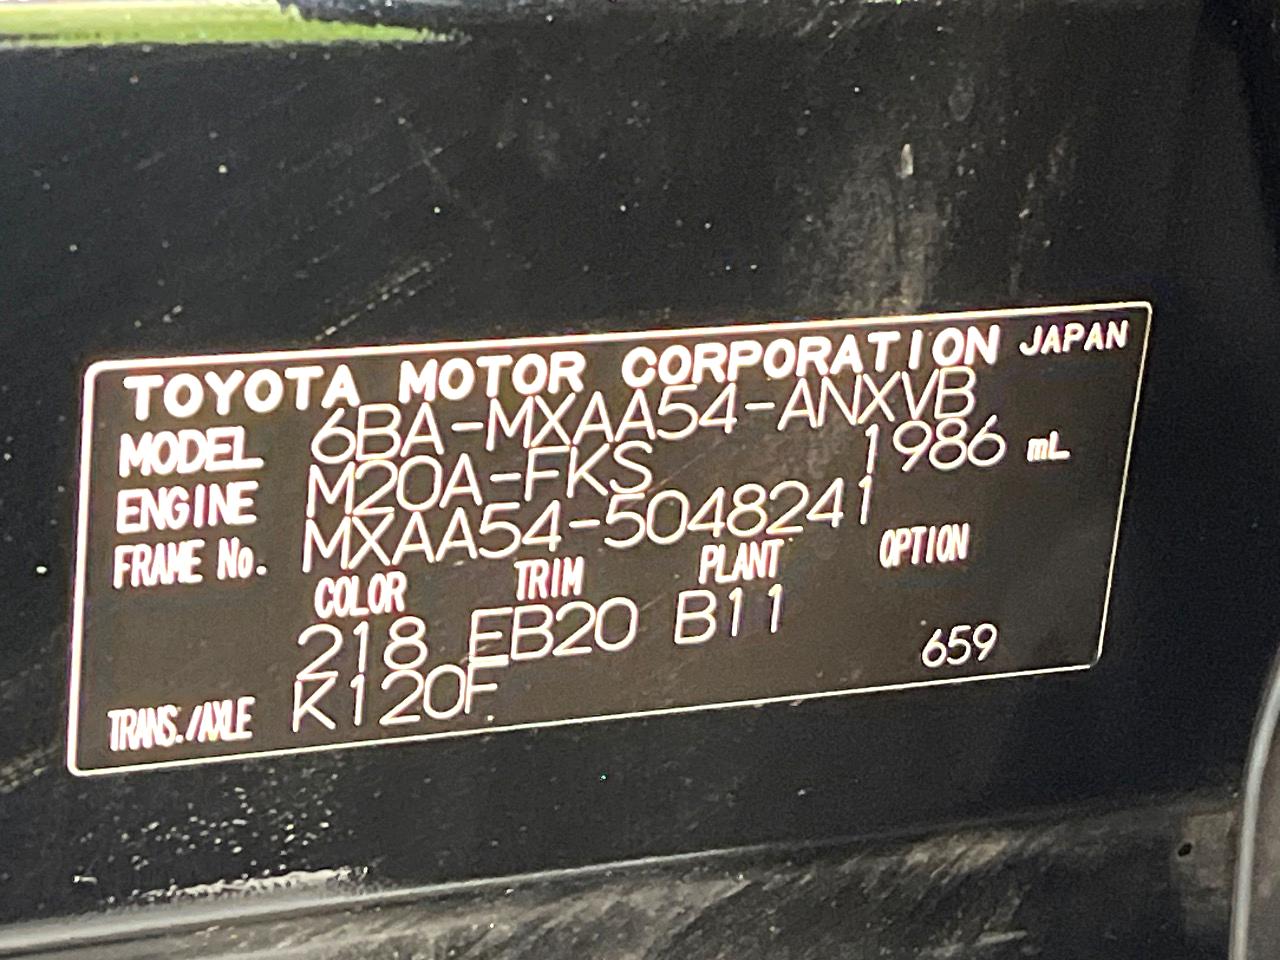 TOYOTA MOTOR CORPORATION JAPAN
MODEL 6BA-MXAA54-ANXVB
ENGINE M20A-FKS 1986 mL
FRAME No. MXAA54-5048241
COLOR TRIM PLANT OPTION
218 EB20 B11
TRANS./AXLE K120F 659